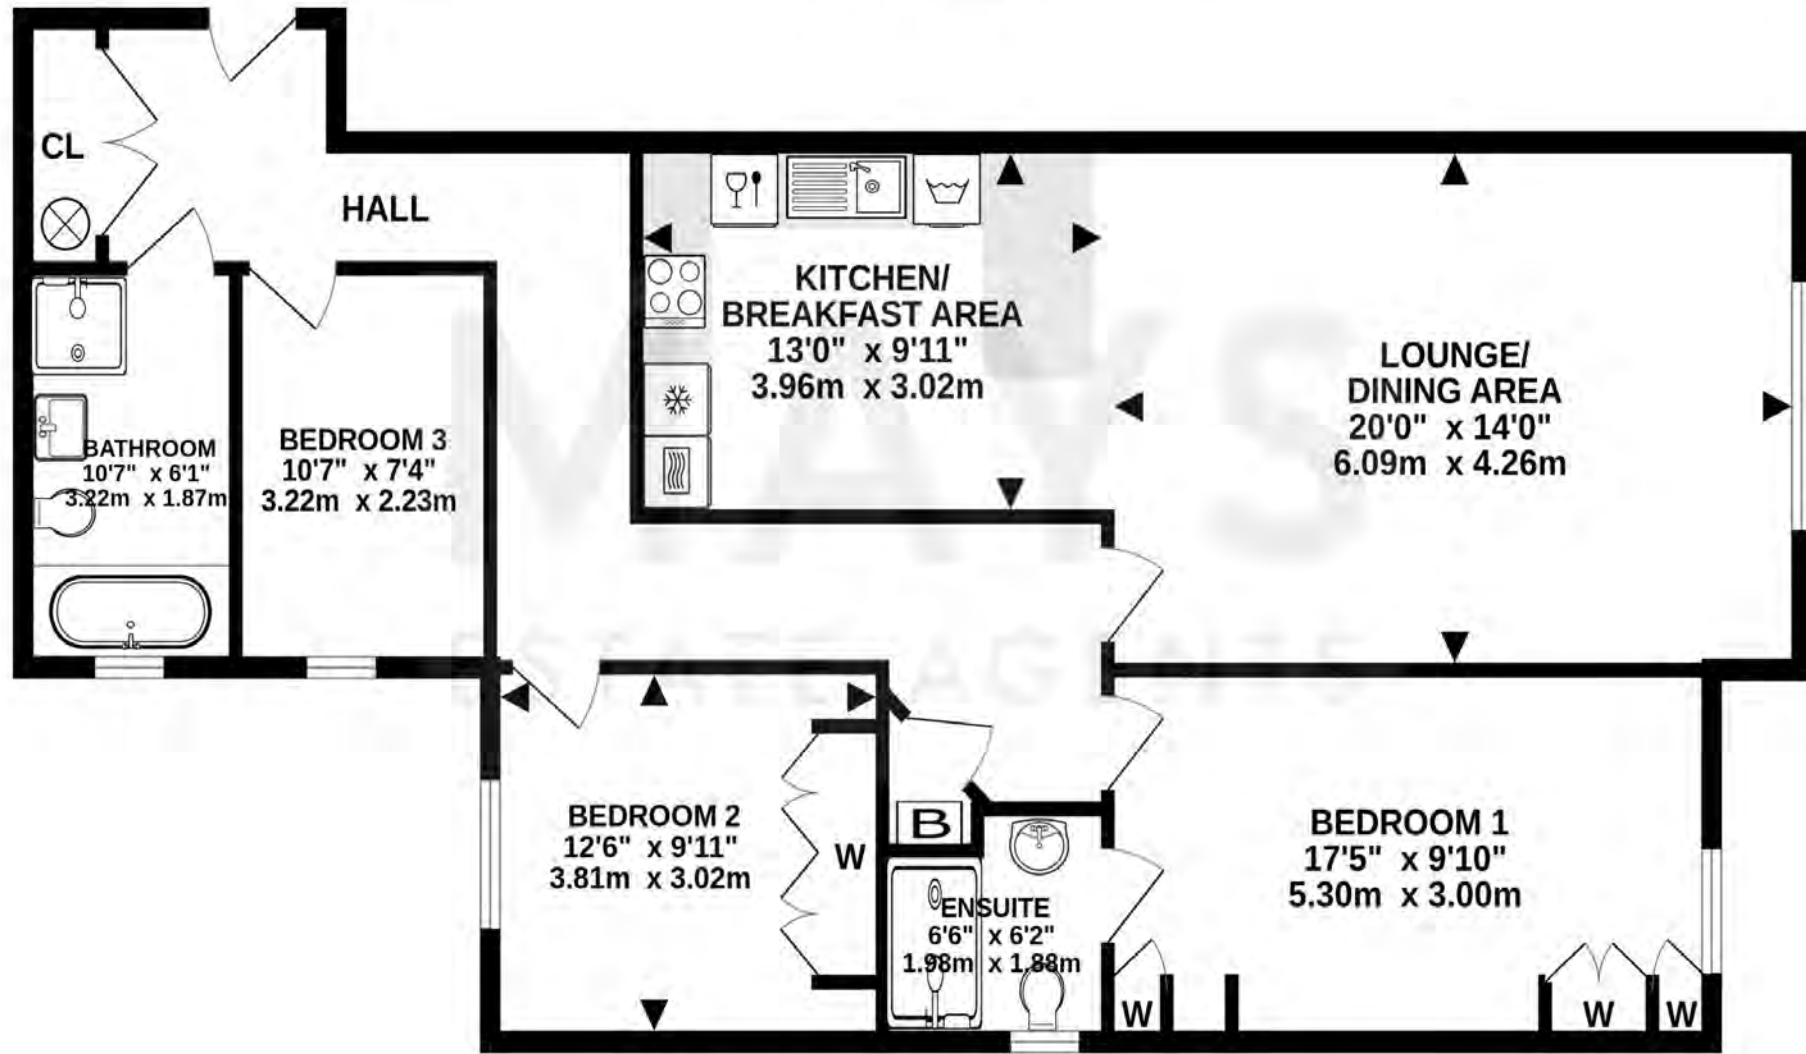 CL
HALL
KITCHEN/
BREAKFAST AREA
13'0" x 9'11"
3.96m x 3.02m
LOUNGE/
DINING AREA
20'0" x 14'0"
6.09m x 4.26m
BATHROOM
10'7" x 6'1"
3.22m x 1.87m
BEDROOM 3
10'7" x 7'4"
3.22m x 2.23m
MAYS
ESTATE AGENTS
BEDROOM 2
12'6" x 9'11"
3.81m x 3.02m
W
B
ENSUITE
6'6" x 6'2"
1.98m x 1.88m
BEDROOM 1
17'5" x 9'10"
5.30m x 3.00m
W
W
W